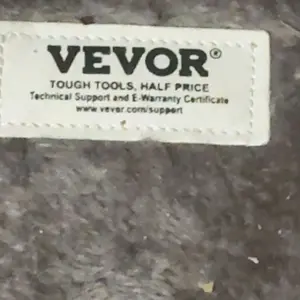 VEVOR®
TOUGH TOOLS, HALF PRICE
Technical Support and E-Warranty Certificate
www.vevor.com/support